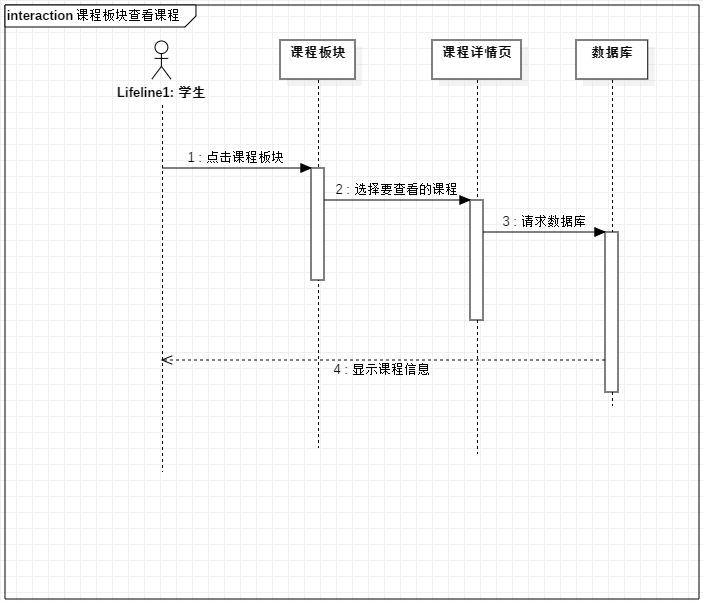 interaction 课程板块查看课程
Lifeline1: 学生
课程板块
课程详情页
数据库
1 : 点击课程板块
2 : 选择要查看的课程
3 : 请求数据库
4 : 显示课程信息